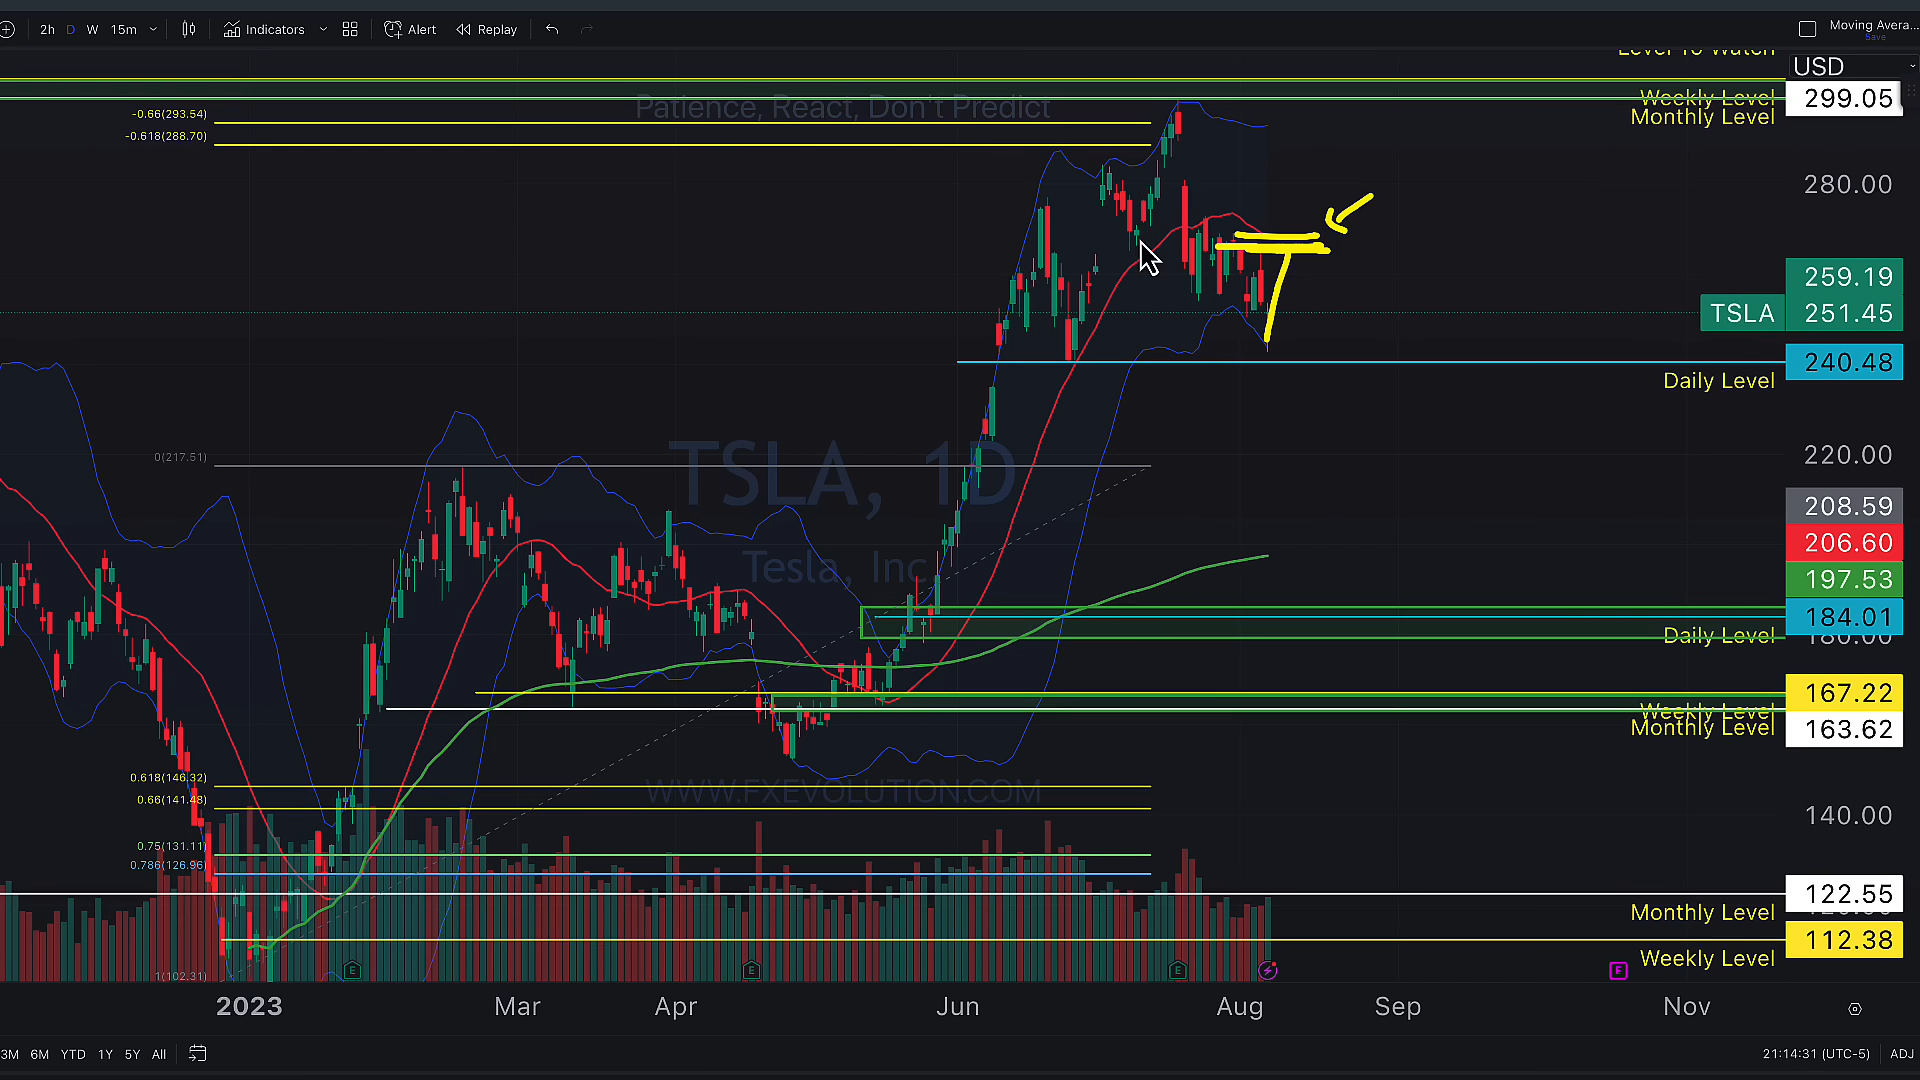 2h D W 15m Indicators Alert Replay Moving Avera...
Save
Level To Watch
USD
Patience, React, Don't Predict
Weekly Level 299.05
Monthly Level
-0.66(293.54)
-0.618(288.70)
280.00
259.19
TSLA 251.45
240.48
Daily Level
TSLA, 1D
Tesla, Inc
0(217.51)
220.00
208.59
206.60
197.53
184.01
180.00
Daily Level
167.22
Weekly Level
Monthly Level 163.62
WWW.FXEVOLUTION.COM
0.618(146.32)
0.66(141.48)
140.00
0.75(131.11)
0.786(126.96)
122.55
Monthly Level
112.38
Weekly Level
1(102.31)
E E E E
2023 Mar Apr Jun Aug Sep Nov
3M 6M YTD 1Y 5Y All 21:14:31 (UTC-5) ADJ